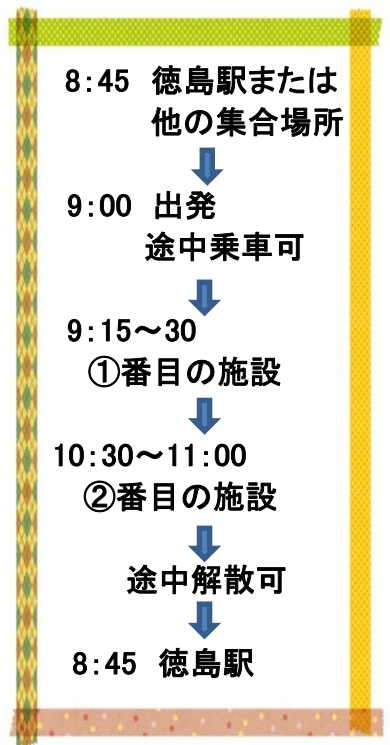 8:45 徳島駅または
他の集合場所
9:00 出発
途中乗車可
9:15～30
①番目の施設
10:30～11:00
②番目の施設
途中解散可
8:45 徳島駅